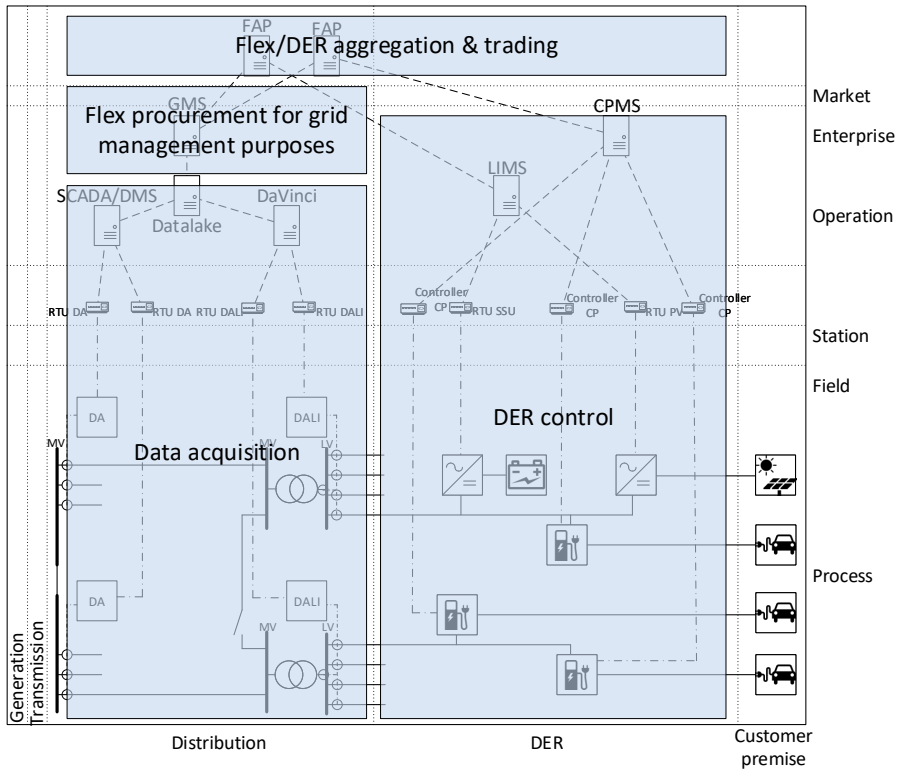 FAP
FAP
Flex/DER aggregation & trading
Market
GMS
CPMS
Flex procurement for grid
management purposes
Enterprise
LIMS
SCADA/DMS
DaVinci
Datalake
Operation
Controller
CP
Controller
CP
Controller
CP
RTU DA
RTU DA
RTU DALI
RTU DALI
RTU SSU
RTU PV
Station
Field
DA
DALI
DER control
MV
Data acquisition
MV
LV
Process
DA
DALI
MV
LV
Generation
Transmission
Distribution
DER
Customer
premise